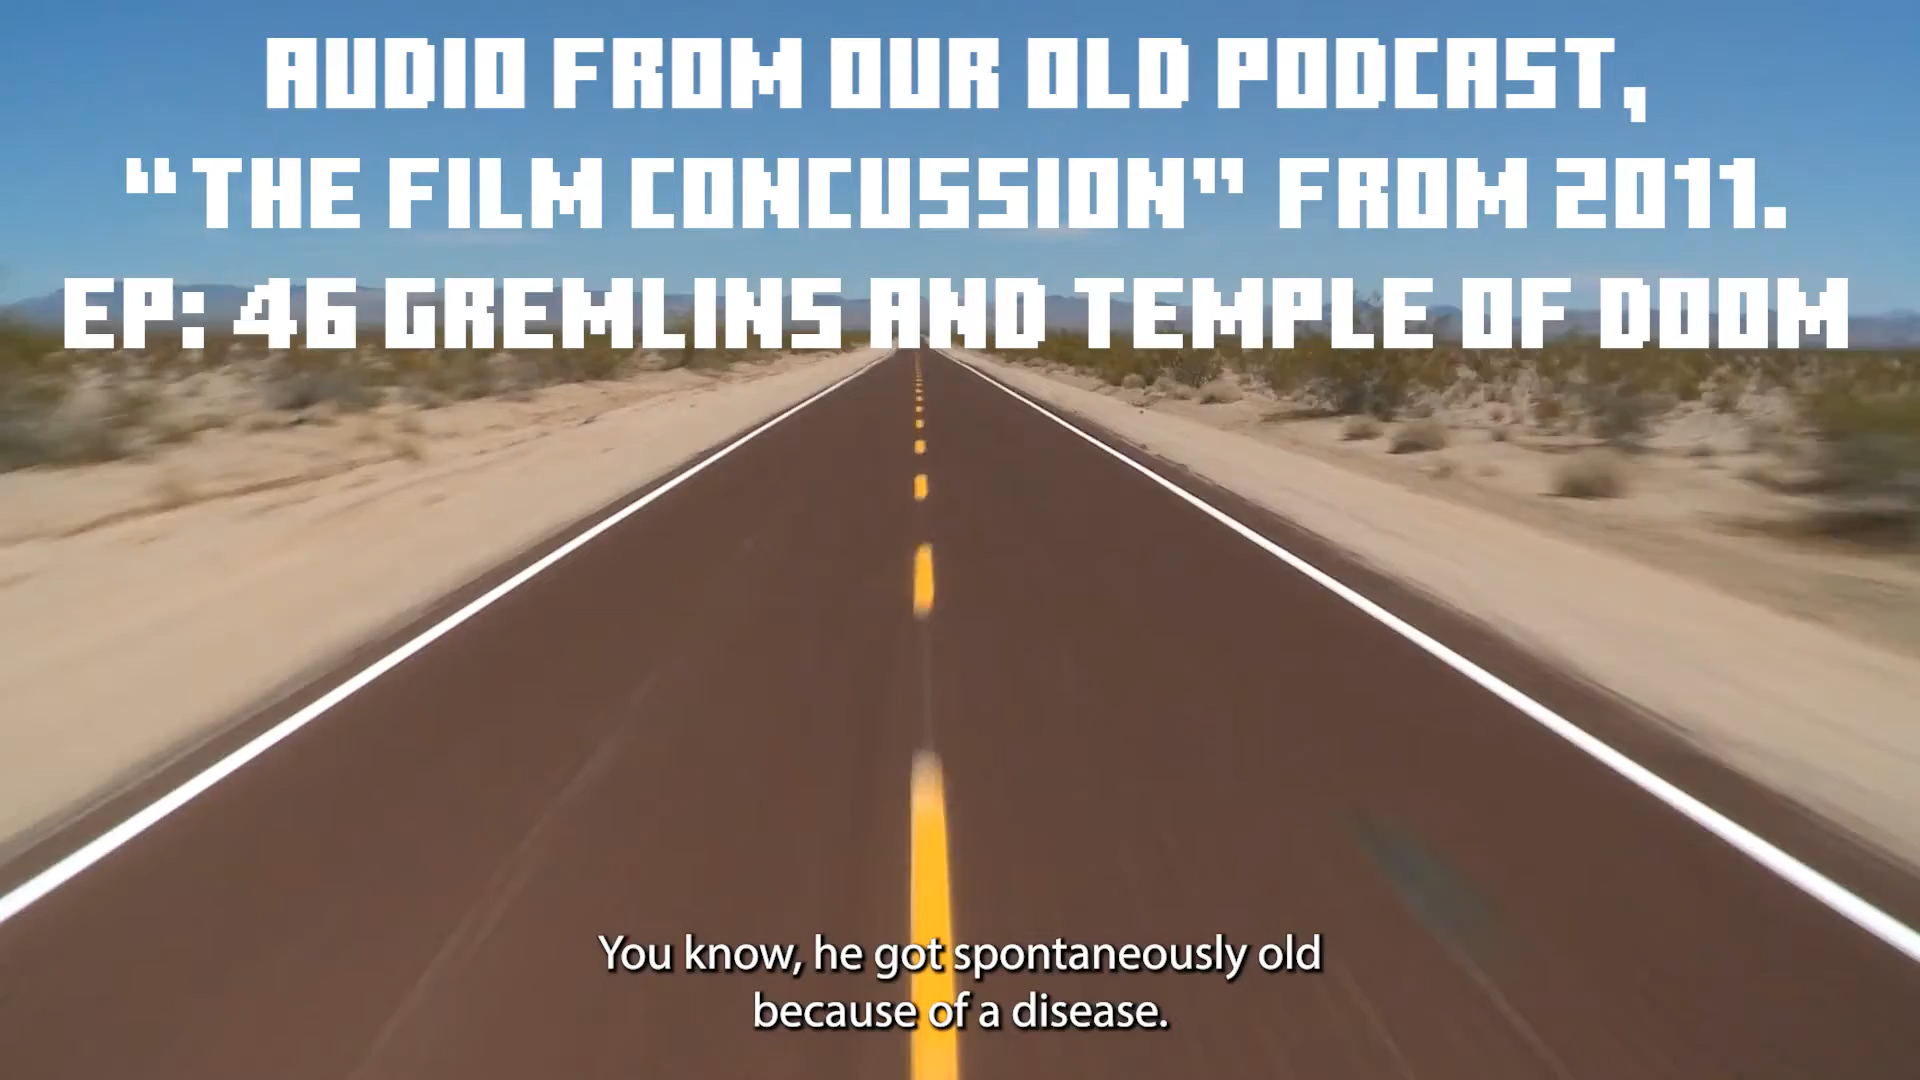 AUDIO FROM OUR OLD PODCAST,
“THE FILM CONCUSSION” FROM 2011.
EP: 46 GREMLINS AND TEMPLE OF DOOM
You know, he got spontaneously old
because of a disease.